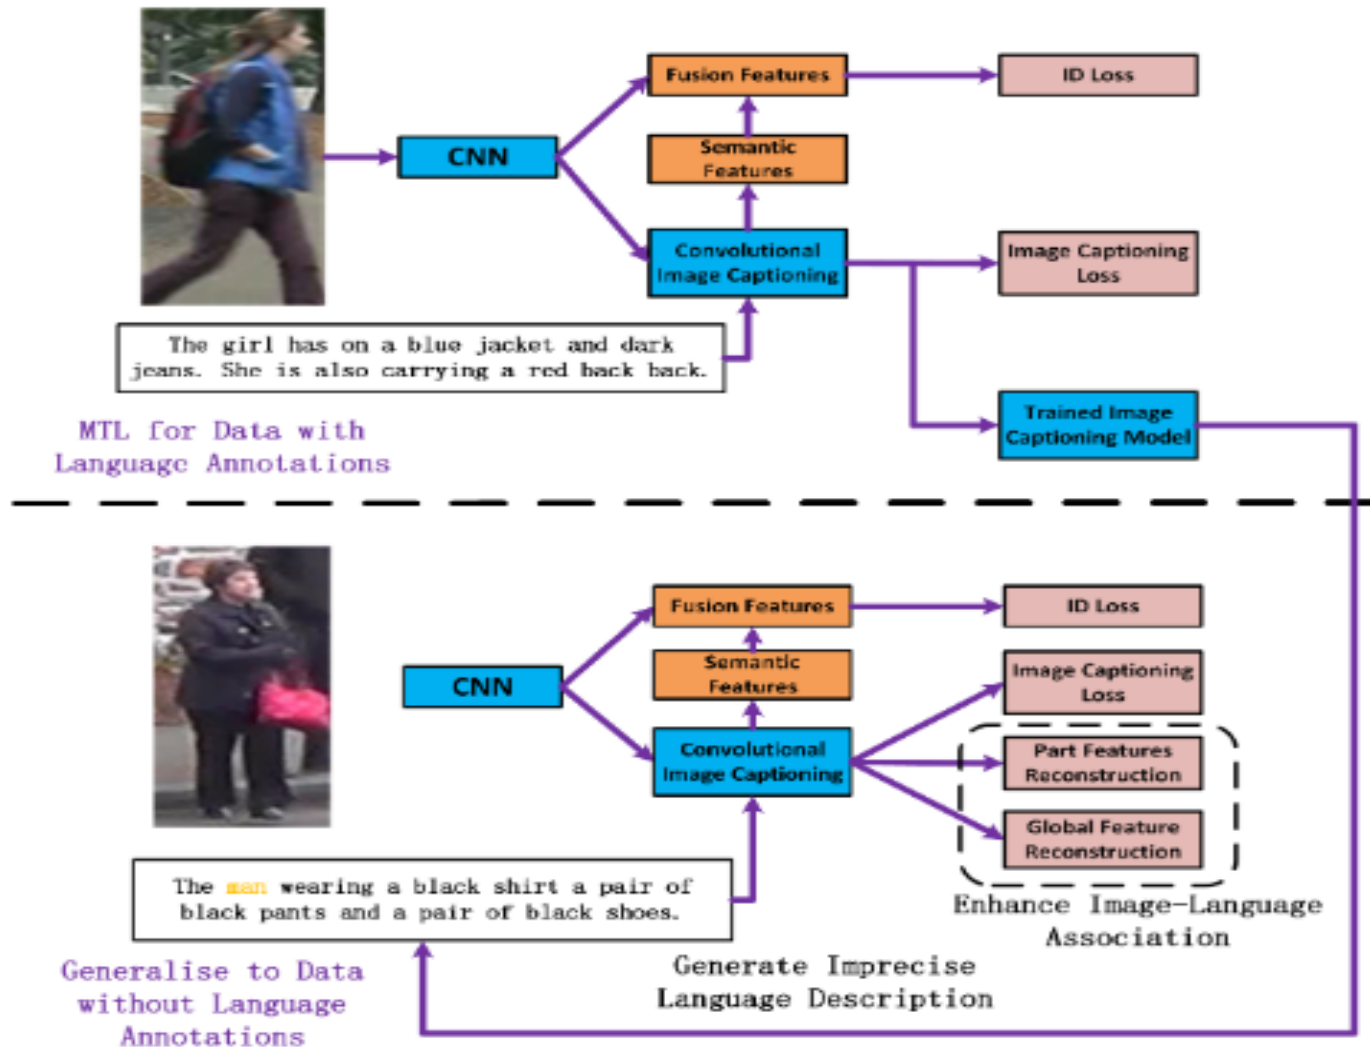 Fusion Features
ID Loss
CNN
Semantic
Features
Convolutional
Image Captioning
Image Captioning
Loss
The girl has on a blue jacket and dark
jeans. She is also carrying a red back back.
Trained Image
Captioning Model
MTL for Data with
Language Annotations
Fusion Features
ID Loss
CNN
Semantic
Features
Image Captioning
Loss
Convolutional
Image Captioning
Part Features
Reconstruction
Global Feature
Reconstruction
The man wearing a black shirt a pair of
black pants and a pair of black shoes.
Enhance Image-Language
Association
Generate Imprecise
Language Description
Generalise to Data
without Language
Annotations